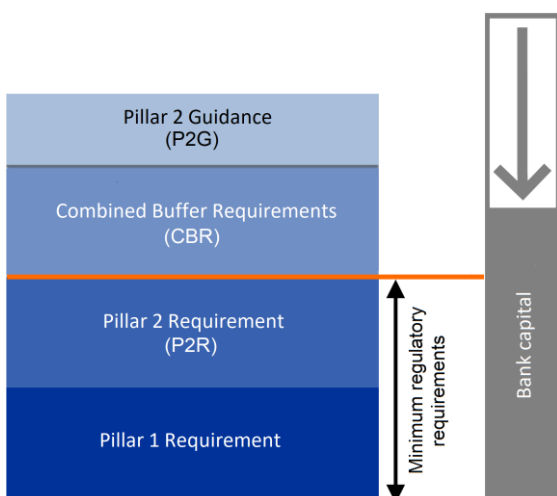 Pillar 2 Guidance
(P2G)
Combined Buffer Requirements
(CBR)
Pillar 2 Requirement
(P2R)
Pillar 1 Requirement
Minimum regulatory
requirements
Bank capital